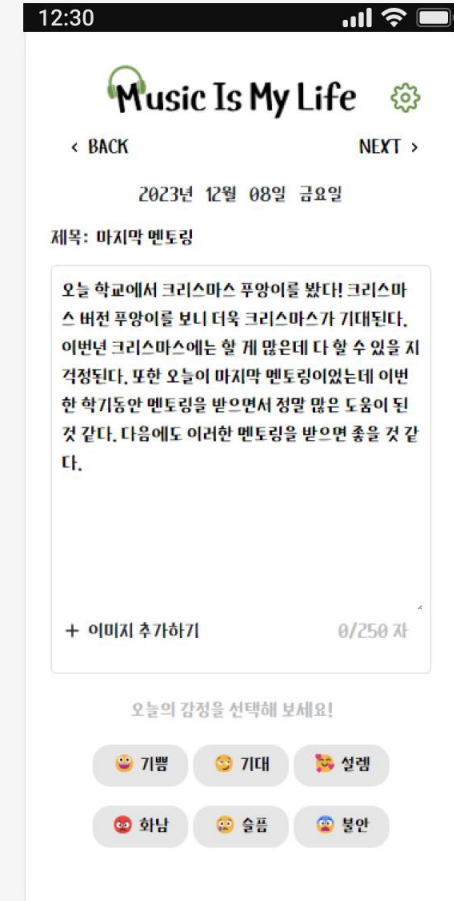 12:30
Music Is My Life
< BACK NEXT >
2023년 12월 08일 금요일
제목: 마지막 멘토링
오늘 학교에서 크리스마스 푸앙이를 봤다! 크리스마
스 버전 푸앙이를 보니 더욱 크리스마스가 기대된다.
이번년 크리스마스에는 할 게 많은데 다 할 수 있을 지
걱정된다. 또한 오늘이 마지막 멘토링이었는데 이번
한 학기동안 멘토링을 받으면서 정말 많은 도움이 된
것 같다. 다음에도 이러한 멘토링을 받으면 좋을 것 같
다.
+ 이미지 추가하기 0/250 자
오늘의 감정을 선택해 보세요!
기쁨 기대 설렘
화남 슬픔 불안